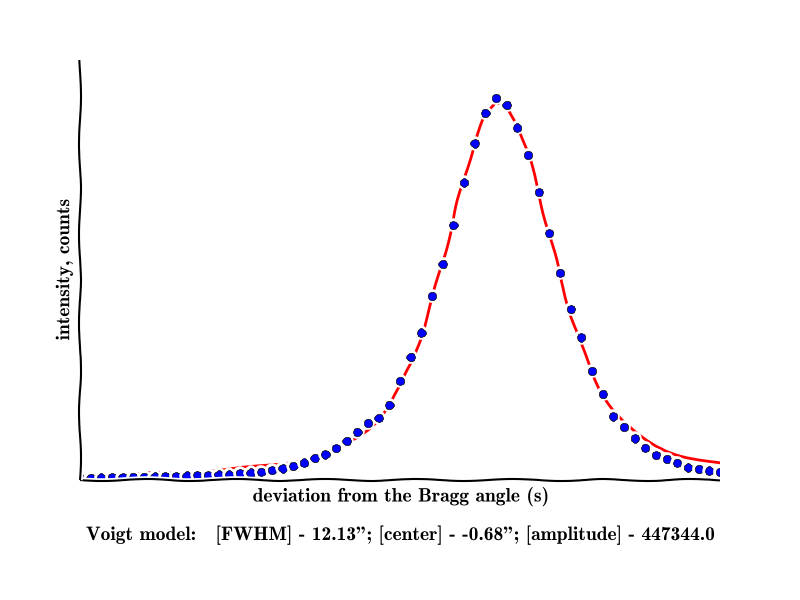 intensity, counts
deviation from the Bragg angle (s)
Voigt model: [FWHM] - 12.13”; [center] - -0.68”; [amplitude] - 447344.0